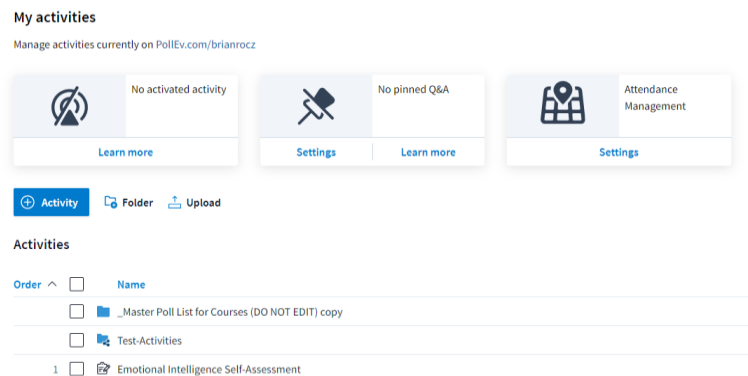 My activities
Manage activities currently on PollEv.com/brianrocz
No activated activity
Learn more
No pinned Q&A
Settings
Learn more
Attendance
Management
Settings
Activity
Folder
Upload
Activities
Order
Name
_Master Poll List for Courses (DO NOT EDIT) copy
Test-Activities
1 Emotional Intelligence Self-Assessment